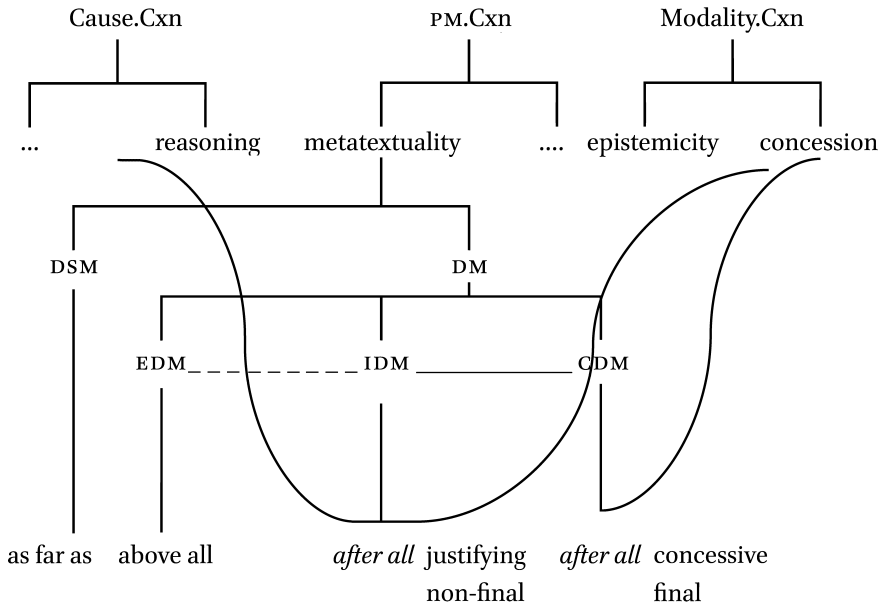 Cause.Cxn PM.Cxn Modality.Cxn
... reasoning metatextuality .... epistemicity concession
DSM DM
EDM IDM CDM
as far as above all after all justifying after all concessive
non-final final